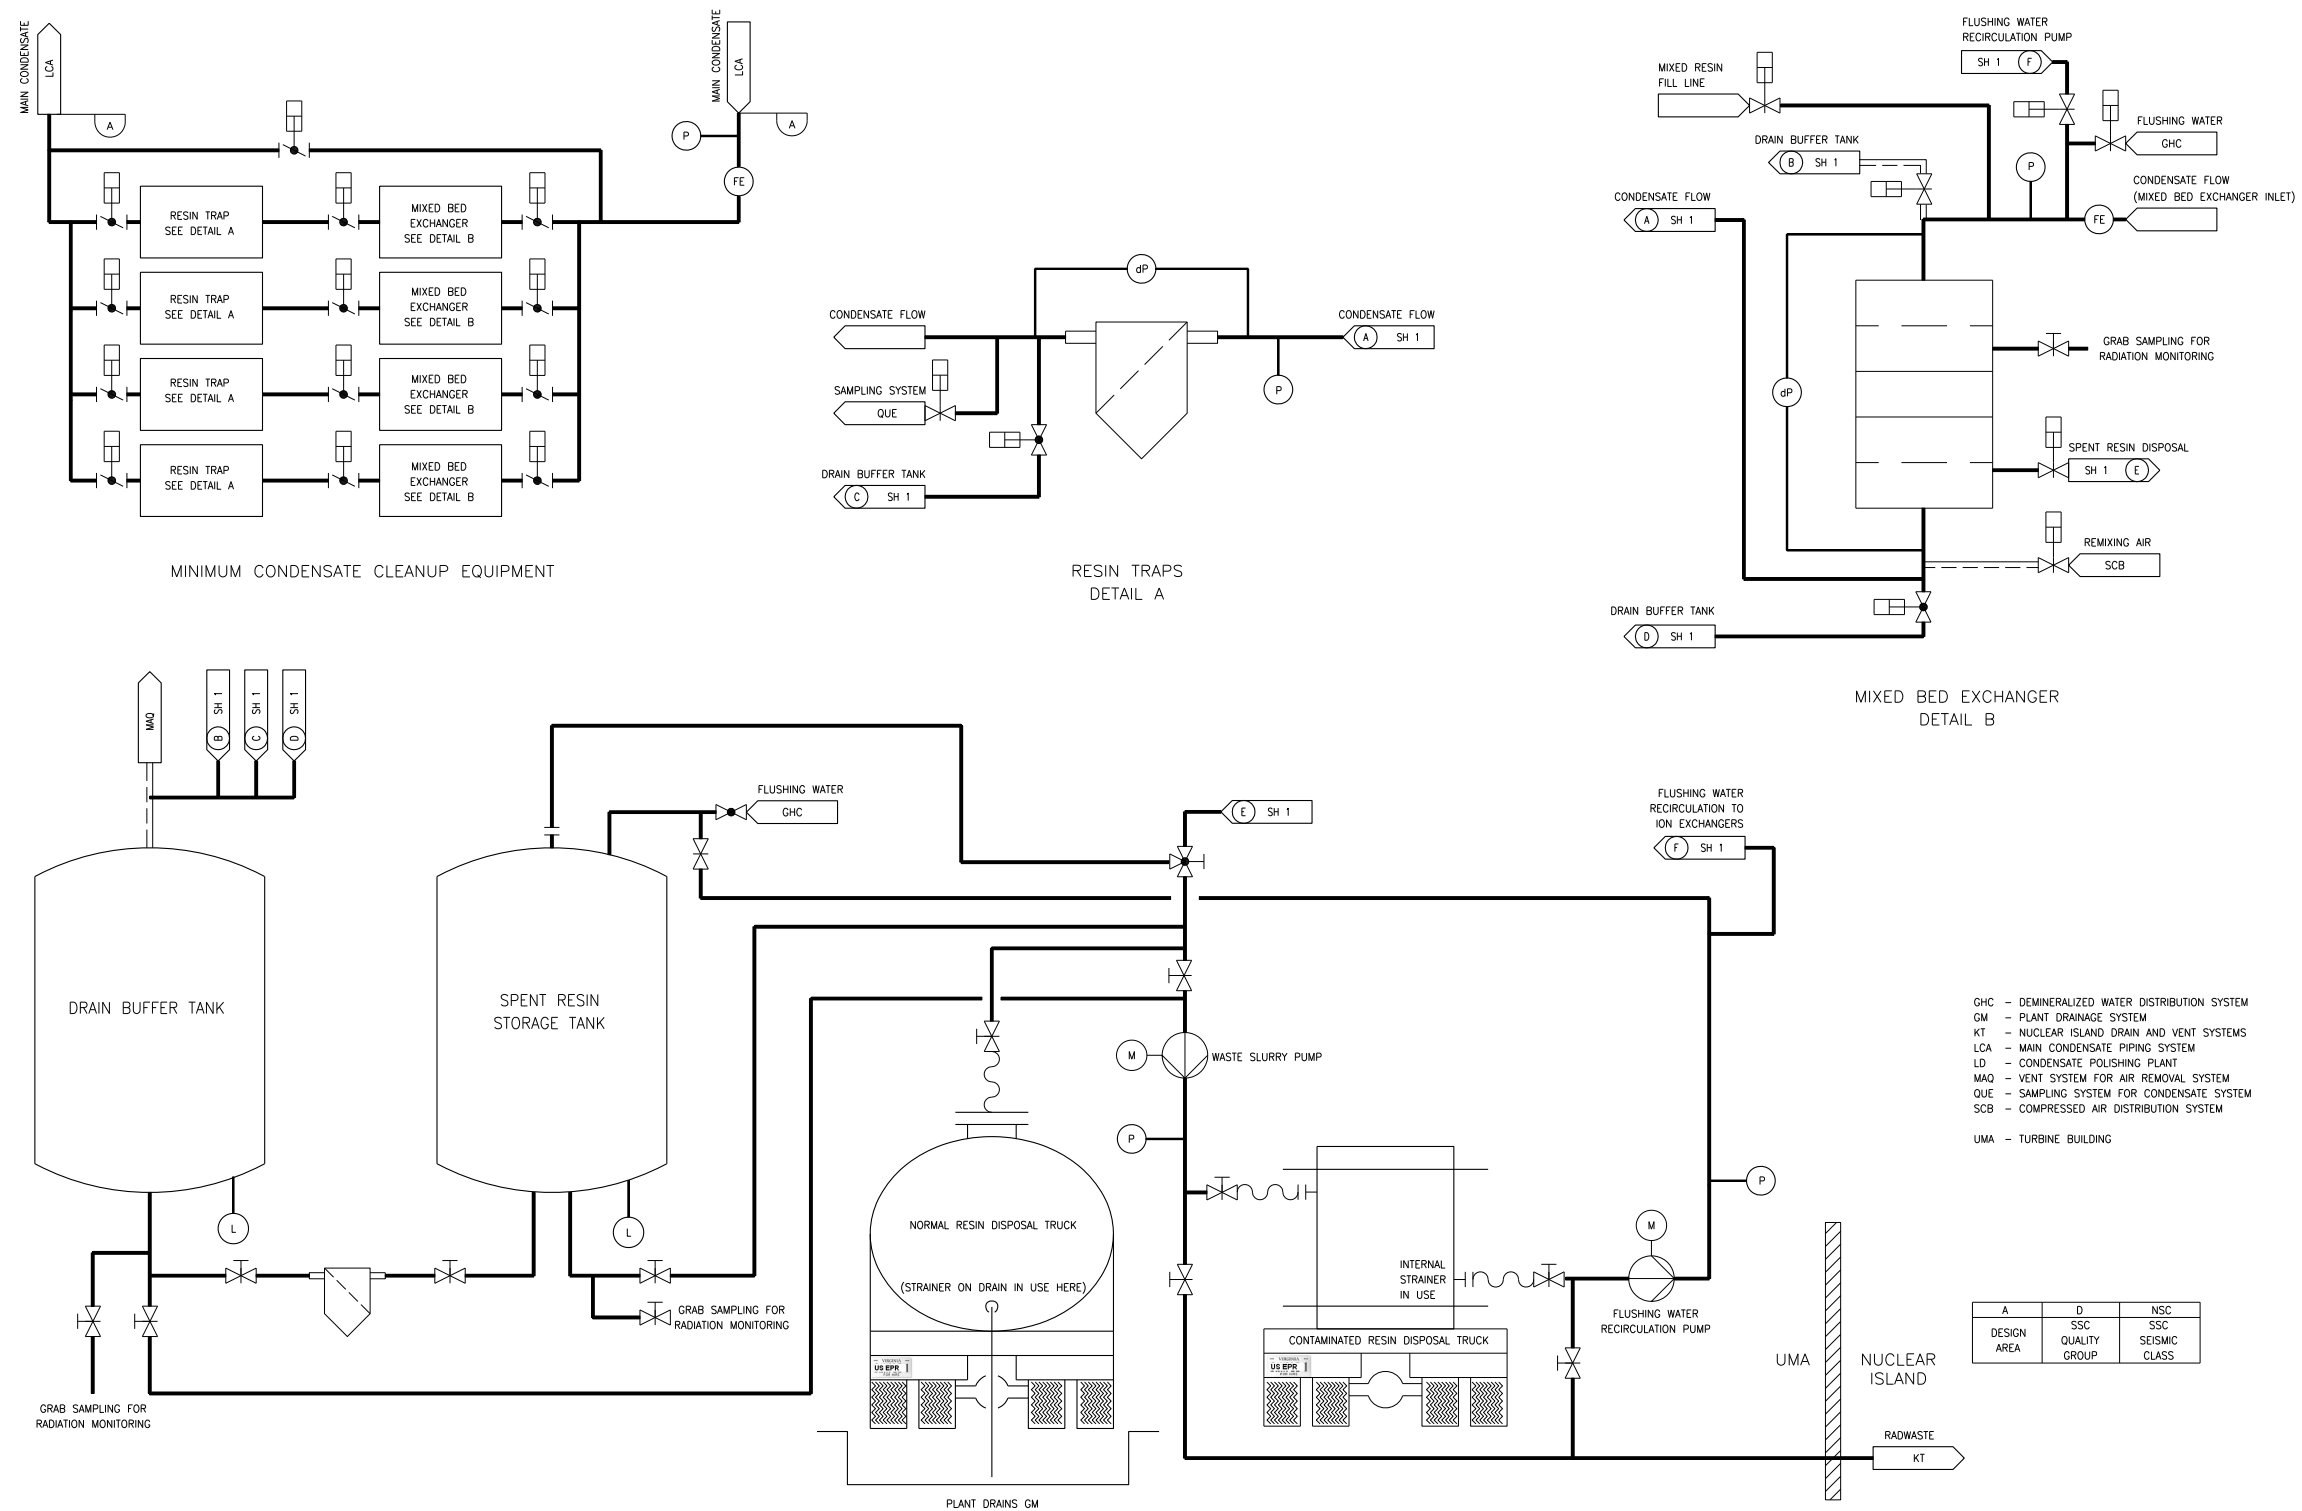 MAIN CONDENSATE
LCA
A
MAIN CONDENSATE
LCA
A
P
FE
RESIN TRAP
SEE DETAIL A
MIXED BED
EXCHANGER
SEE DETAIL B
RESIN TRAP
SEE DETAIL A
MIXED BED
EXCHANGER
SEE DETAIL B
RESIN TRAP
SEE DETAIL A
MIXED BED
EXCHANGER
SEE DETAIL B
RESIN TRAP
SEE DETAIL A
MIXED BED
EXCHANGER
SEE DETAIL B
MINIMUM CONDENSATE CLEANUP EQUIPMENT
dP
CONDENSATE FLOW
CONDENSATE FLOW
A SH 1
SAMPLING SYSTEM
QUE
P
DRAIN BUFFER TANK
C SH 1
RESIN TRAPS
DETAIL A
FLUSHING WATER
RECIRCULATION PUMP
SH 1 F
MIXED RESIN
FILL LINE
FLUSHING WATER
GHC
DRAIN BUFFER TANK
B SH 1
P
CONDENSATE FLOW
(MIXED BED EXCHANGER INLET)
FE
CONDENSATE FLOW
A SH 1
GRAB SAMPLING FOR
RADIATION MONITORING
dP
SPENT RESIN DISPOSAL
SH 1 E
REMIXING AIR
SCB
DRAIN BUFFER TANK
D SH 1
MIXED BED EXCHANGER
DETAIL B
MAQ
B SH 1
C SH 1
D SH 1
FLUSHING WATER
GHC
E SH 1
FLUSHING WATER
RECIRCULATION TO
ION EXCHANGERS
F SH 1
DRAIN BUFFER TANK
SPENT RESIN
STORAGE TANK
M
WASTE SLURRY PUMP
P
P
L
L
NORMAL RESIN DISPOSAL TRUCK
(STRAINER ON DRAIN IN USE HERE)
INTERNAL
STRAINER
IN USE
M
FLUSHING WATER
RECIRCULATION PUMP
GRAB SAMPLING FOR
RADIATION MONITORING
CONTAMINATED RESIN DISPOSAL TRUCK
VIRGINIA
US EPR
VIRGINIA
US EPR
GRAB SAMPLING FOR
RADIATION MONITORING
PLANT DRAINS GM
UMA
NUCLEAR
ISLAND
RADWASTE
KT
GHC – DEMINERALIZED WATER DISTRIBUTION SYSTEM
GM – PLANT DRAINAGE SYSTEM
KT – NUCLEAR ISLAND DRAIN AND VENT SYSTEMS
LCA – MAIN CONDENSATE PIPING SYSTEM
LD – CONDENSATE POLISHING PLANT
MAQ – VENT SYSTEM FOR AIR REMOVAL SYSTEM
QUE – SAMPLING SYSTEM FOR CONDENSATE SYSTEM
SCB – COMPRESSED AIR DISTRIBUTION SYSTEM
UMA – TURBINE BUILDING
A D NSC
DESIGN
AREA
SSC
QUALITY
GROUP
SSC
SEISMIC
CLASS